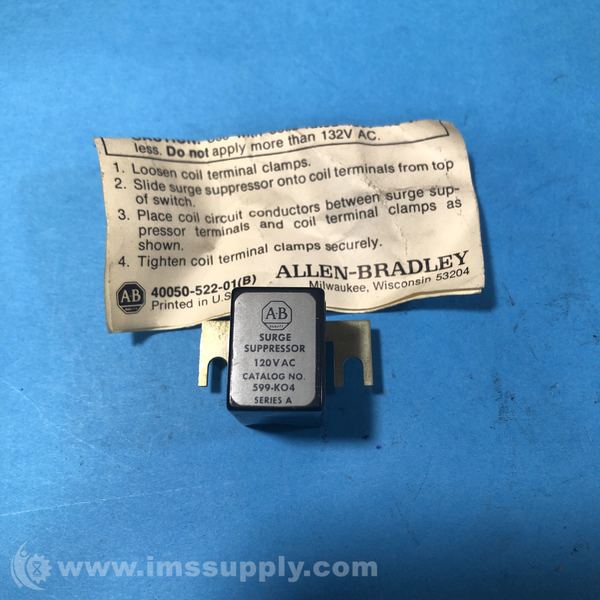 less. Do not apply more than 132V AC.
1. Loosen coil terminal clamps.
2. Slide surge suppressor onto coil terminals from top
of switch.
3. Place coil circuit conductors between surge sup-
pressor terminals and coil terminal clamps as
shown.
4. Tighten coil terminal clamps securely.
AB 40050-522-01(B)
Printed in U.S
ALLEN-BRADLEY
Milwaukee, Wisconsin 53204
A-B
QUALITY
SURGE
SUPPRESSOR
120V AC
CATALOG NO.
599-KO4
SERIES A
© www.imssupply.com